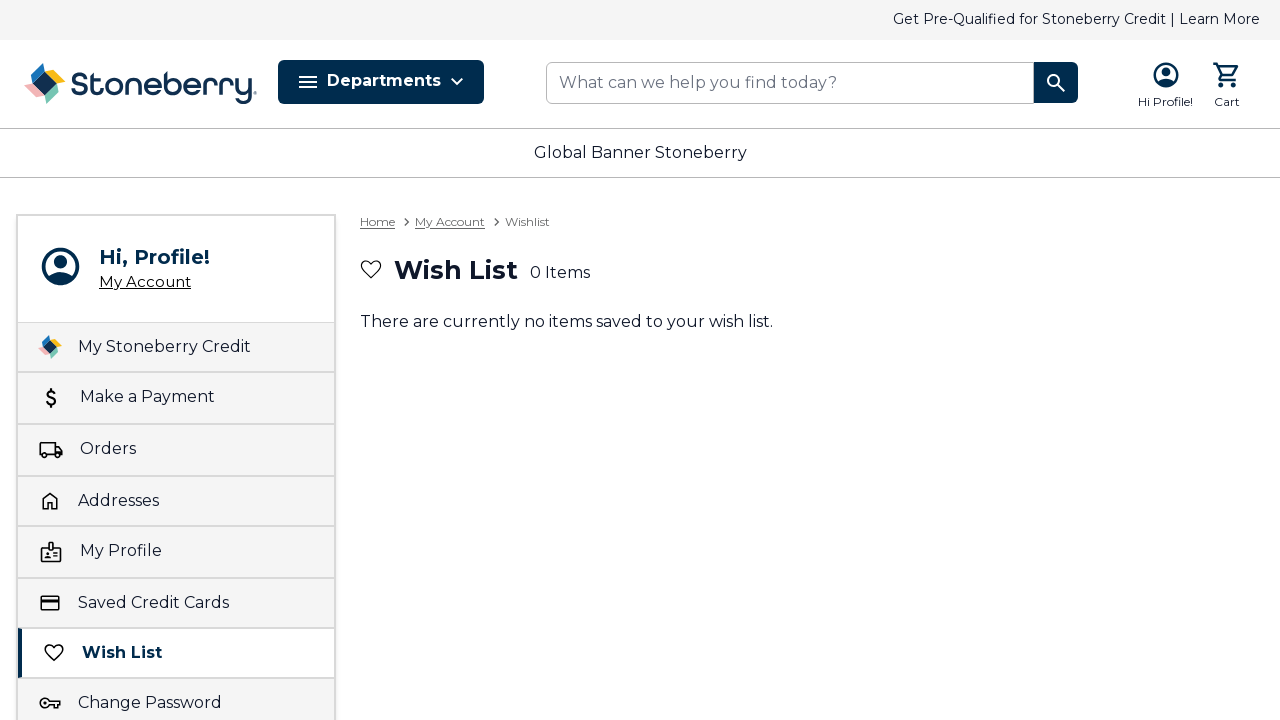 Get Pre-Qualified for Stoneberry Credit | Learn More
Stoneberry
Departments
What can we help you find today?
Hi Profile!
Cart
Global Banner Stoneberry
Hi, Profile!
My Account
My Stoneberry Credit
Make a Payment
Orders
Addresses
My Profile
Saved Credit Cards
Wish List
Change Password
Home
My Account
Wishlist
Wish List 0 Items
There are currently no items saved to your wish list.